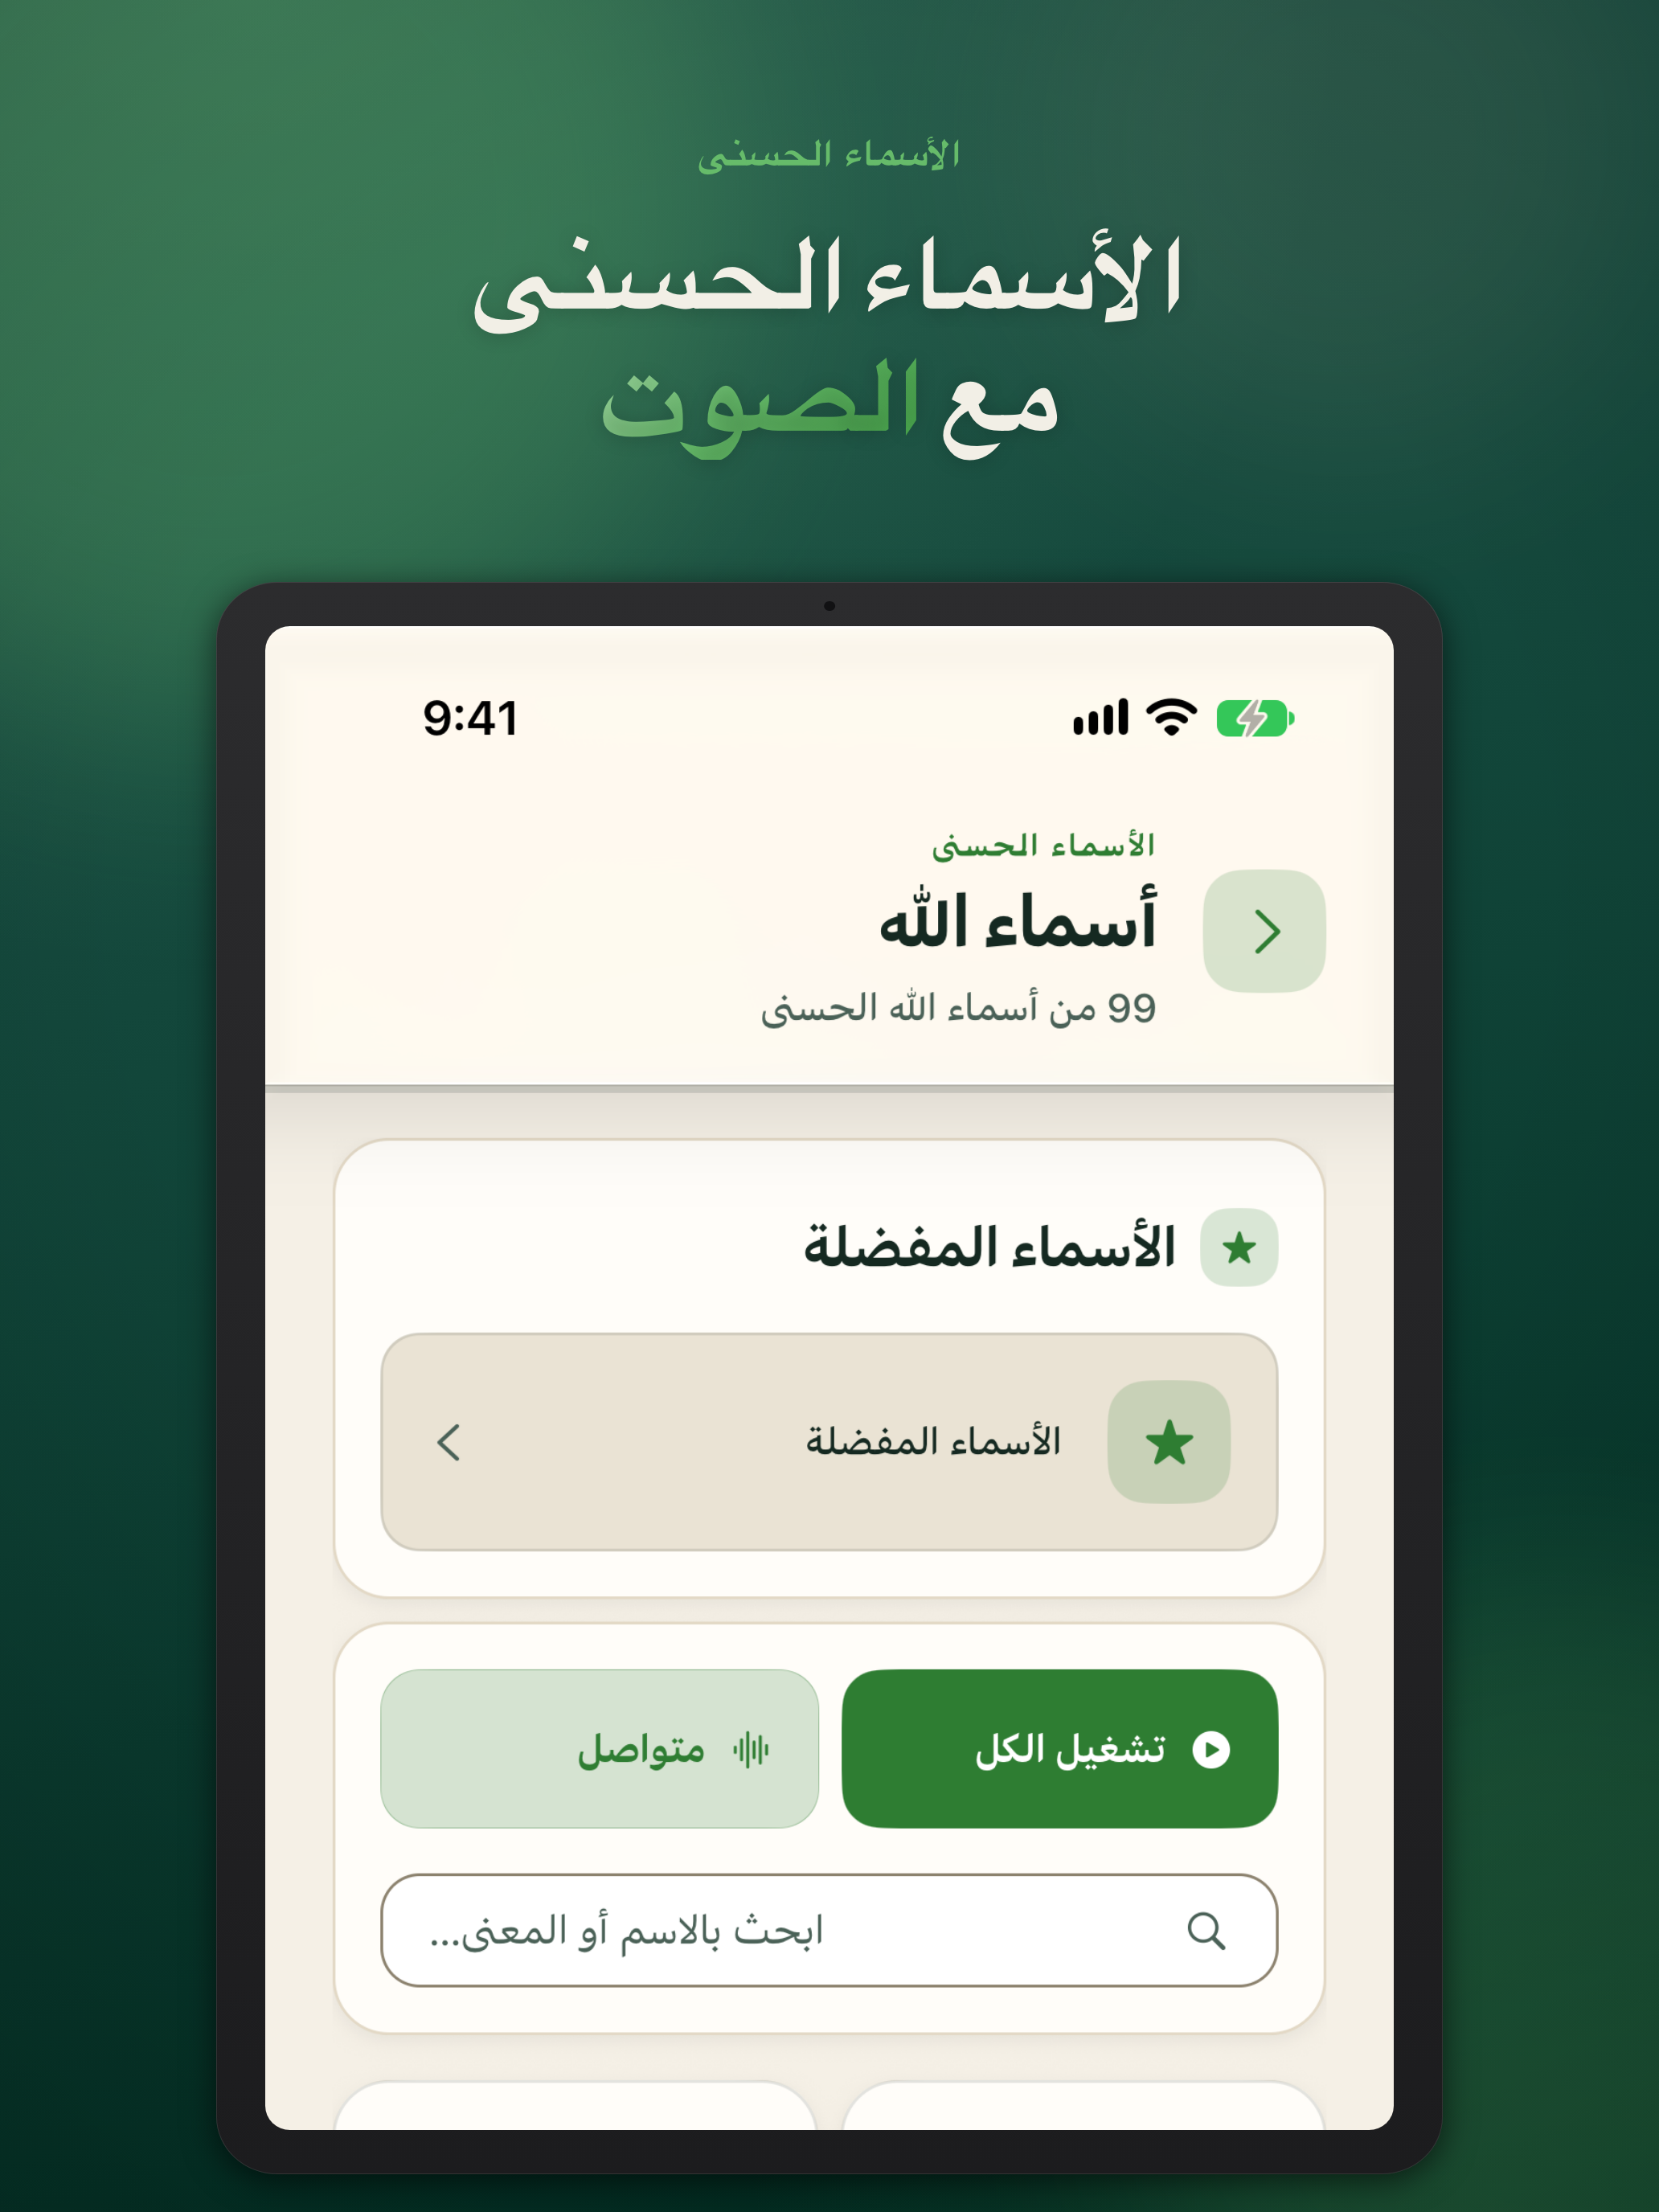 الأسماء الحسنى
الأسماء الحسنى
مع الصوت
9:41
الأسماء الحسنى
أسماء الله
99 من أسماء الله الحسنى
الأسماء المفضلة
الأسماء المفضلة
تشغيل الكل
متواصل
ابحث بالاسم أو المعنى...